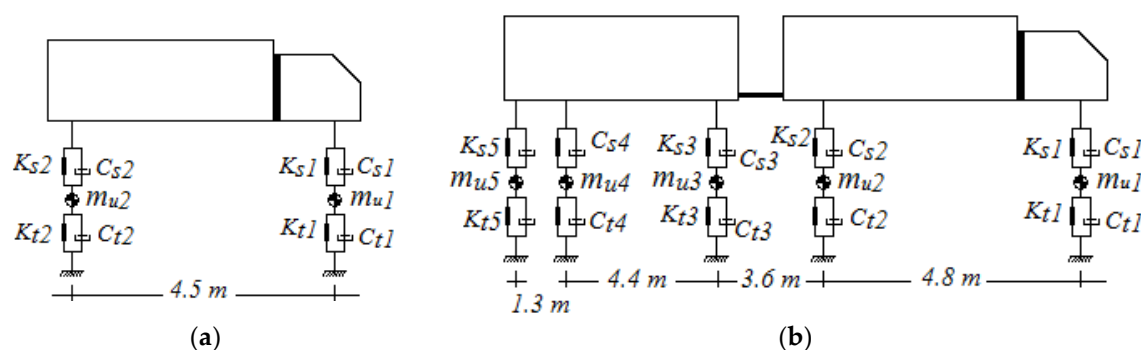 Ks2 Cs2 Ks1 Cs1
mu2 mu1
Kt2 Ct2 Kt1 Ct1
4.5 m
(a)
Ks5 Cs4 Ks3 Cs3 Ks2 Cs2 Ks1 Cs1
mu5 mu4 mu3 mu2 mu1
Kt5 Ct4 Kt3 Ct3 Ct2 Kt1 Ct1
4.4 m 3.6 m 4.8 m
1.3 m
(b)